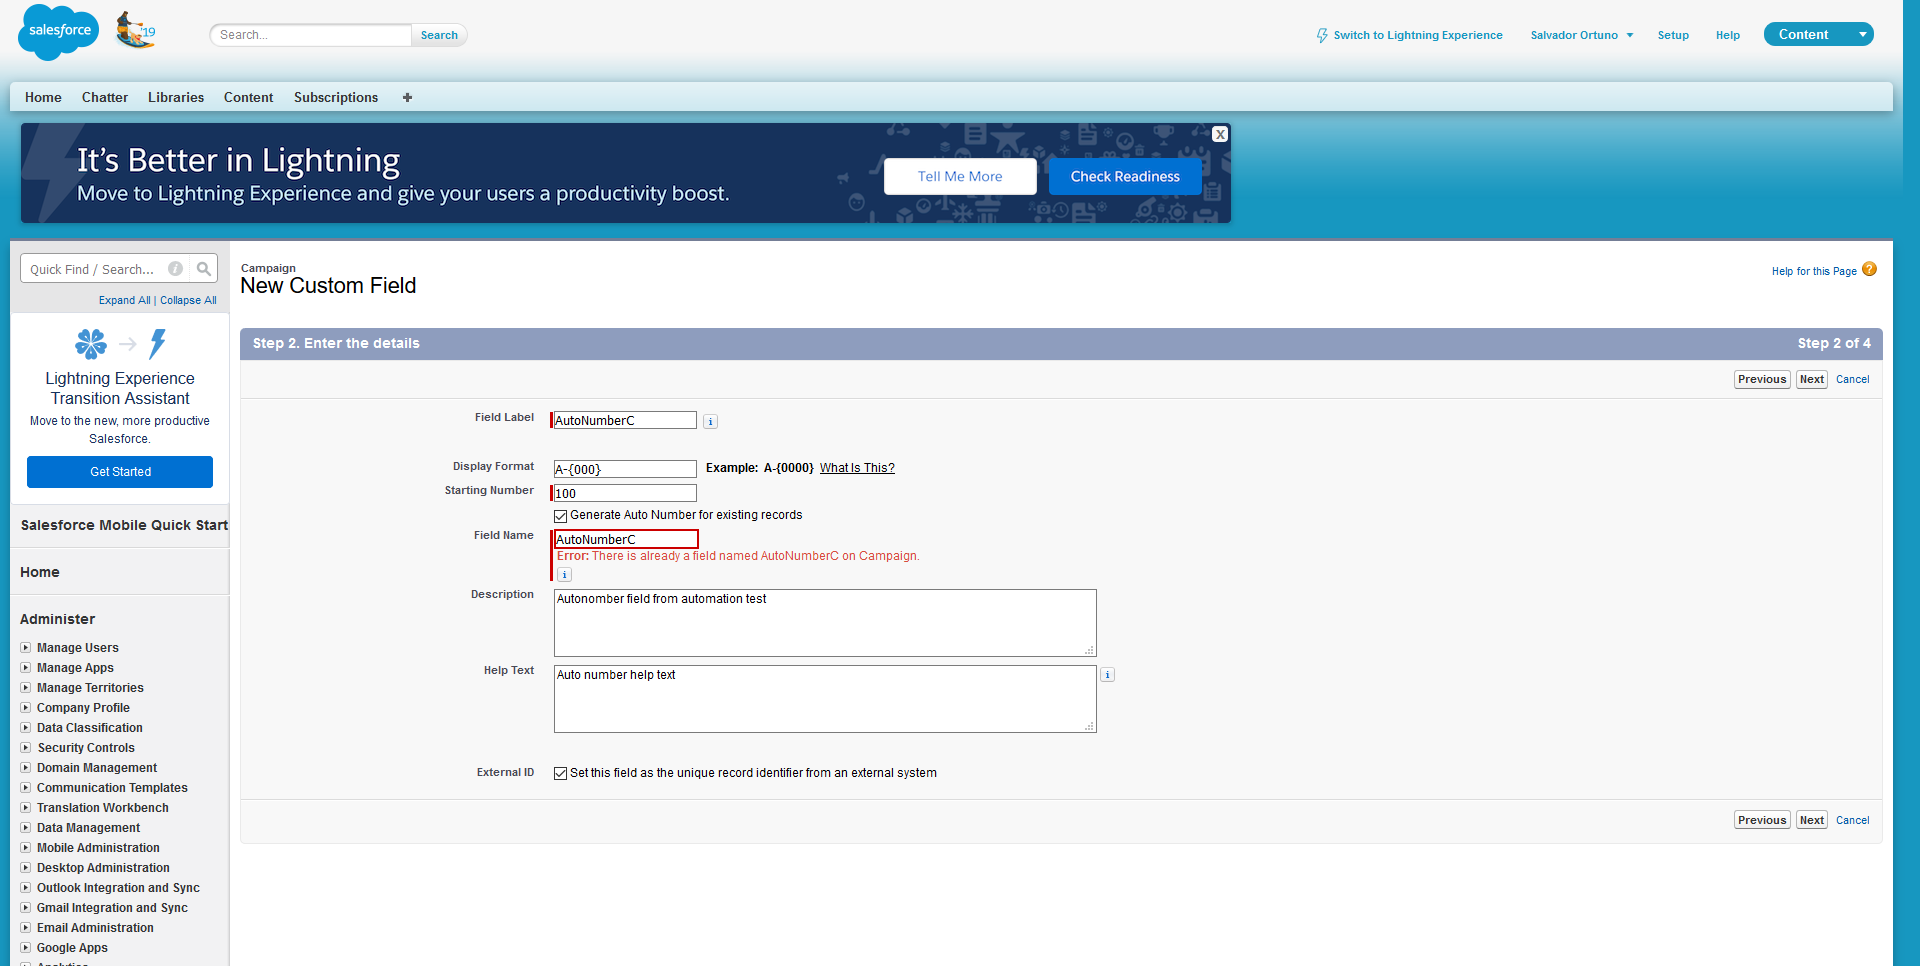 salesforce
'19
Search...
Search
Switch to Lightning Experience
Salvador Ortuno
Setup
Help
Content
Home
Chatter
Libraries
Content
Subscriptions
+
It's Better in Lightning
Move to Lightning Experience and give your users a productivity boost.
Tell Me More
Check Readiness
X
Quick Find / Search...
i
Expand All | Collapse All
Lightning Experience
Transition Assistant
Move to the new, more productive
Salesforce.
Get Started
Salesforce Mobile Quick Start
Home
Administer
Manage Users
Manage Apps
Manage Territories
Company Profile
Data Classification
Security Controls
Domain Management
Communication Templates
Translation Workbench
Data Management
Mobile Administration
Desktop Administration
Outlook Integration and Sync
Gmail Integration and Sync
Email Administration
Google Apps
Campaign
New Custom Field
Help for this Page ?
Step 2. Enter the details
Step 2 of 4
Previous Next Cancel
Field Label AutoNumberC i
Display Format A-{000} Example: A-{0000} What Is This?
Starting Number 100
Generate Auto Number for existing records
Field Name AutoNumberC
Error: There is already a field named AutoNumberC on Campaign.
i
Description Autonomber field from automation test
Help Text Auto number help text i
External ID Set this field as the unique record identifier from an external system
Previous Next Cancel